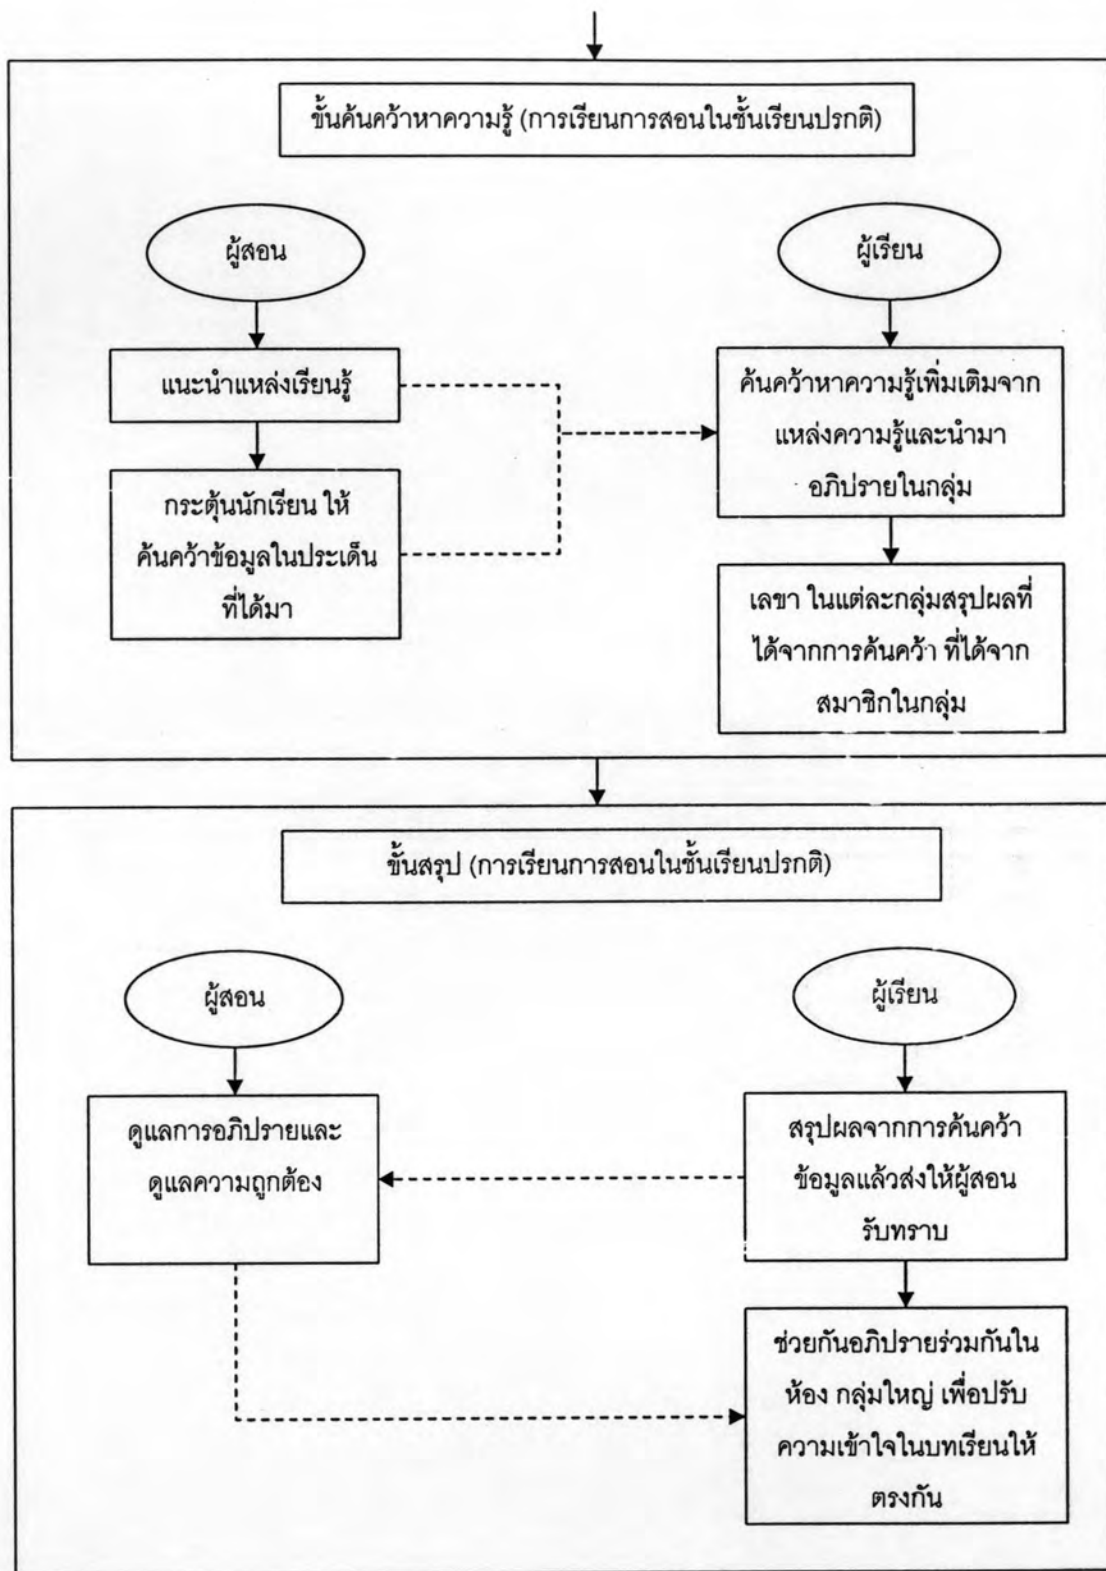 ขั้นค้นคว้าหาความรู้ (การเรียนการสอนในชั้นเรียนปรกติ)
ผู้สอน
ผู้เรียน
แนะนำแหล่งเรียนรู้
กระตุ้นนักเรียน ให้
ค้นคว้าข้อมูลในประเด็น
ที่ได้มา
ค้นคว้าหาความรู้เพิ่มเติมจาก
แหล่งความรู้และนำมา
อภิปรายในกลุ่ม
เลขา ในแต่ละกลุ่มสรุปผลที่
ได้จากการค้นคว้า ที่ได้จาก
สมาชิกในกลุ่ม
ขั้นสรุป (การเรียนการสอนในชั้นเรียนปรกติ)
ผู้สอน
ผู้เรียน
ดูแลการอภิปรายและ
ดูแลความถูกต้อง
สรุปผลจากการค้นคว้า
ข้อมูลแล้วส่งให้ผู้สอน
รับทราบ
ช่วยกันอภิปรายร่วมกันใน
ห้อง กลุ่มใหญ่ เพื่อปรับ
ความเข้าใจในบทเรียนให้
ตรงกัน